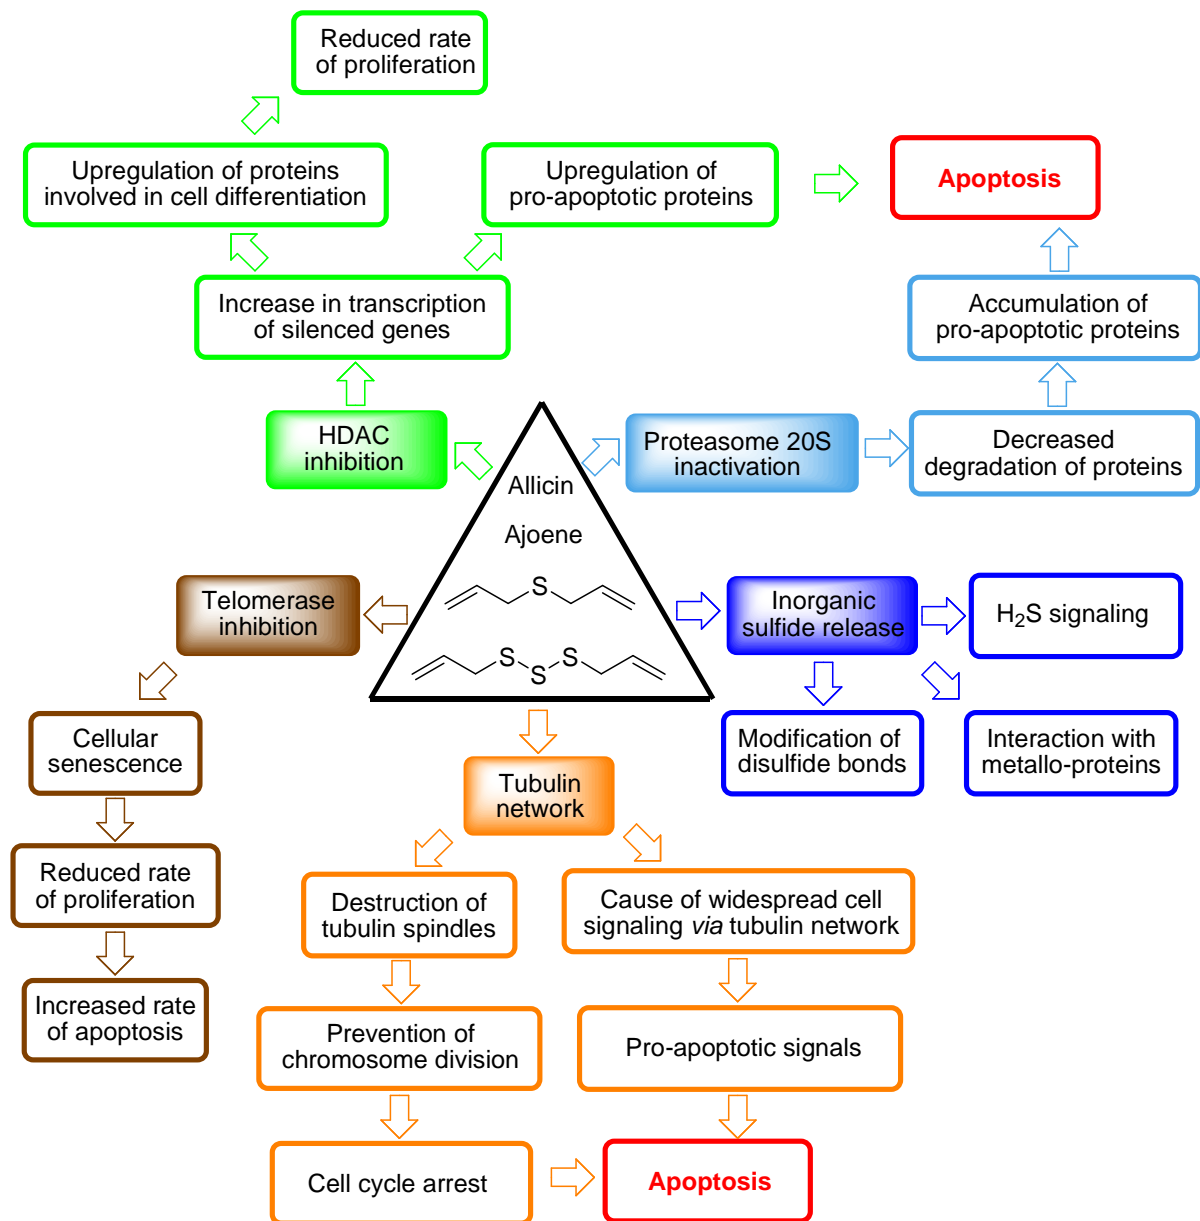 Reduced rate
of proliferation
Upregulation of proteins
involved in cell differentiation
Upregulation of
pro-apoptotic proteins
Apoptosis
Increase in transcription
of silenced genes
Accumulation of
pro-apoptotic proteins
HDAC
inhibition
Proteasome 20S
inactivation
Decreased
degradation of proteins
Allicin
Ajoene
S
S
S
S
Telomerase
inhibition
Inorganic
sulfide release
H₂S signaling
Cellular
senescence
Tubulin
network
Modification of
disulfide bonds
Interaction with
metallo-proteins
Reduced rate
of proliferation
Destruction of
tubulin spindles
Cause of widespread cell
signaling via tubulin network
Increased rate
of apoptosis
Prevention of
chromosome division
Pro-apoptotic signals
Cell cycle arrest
Apoptosis